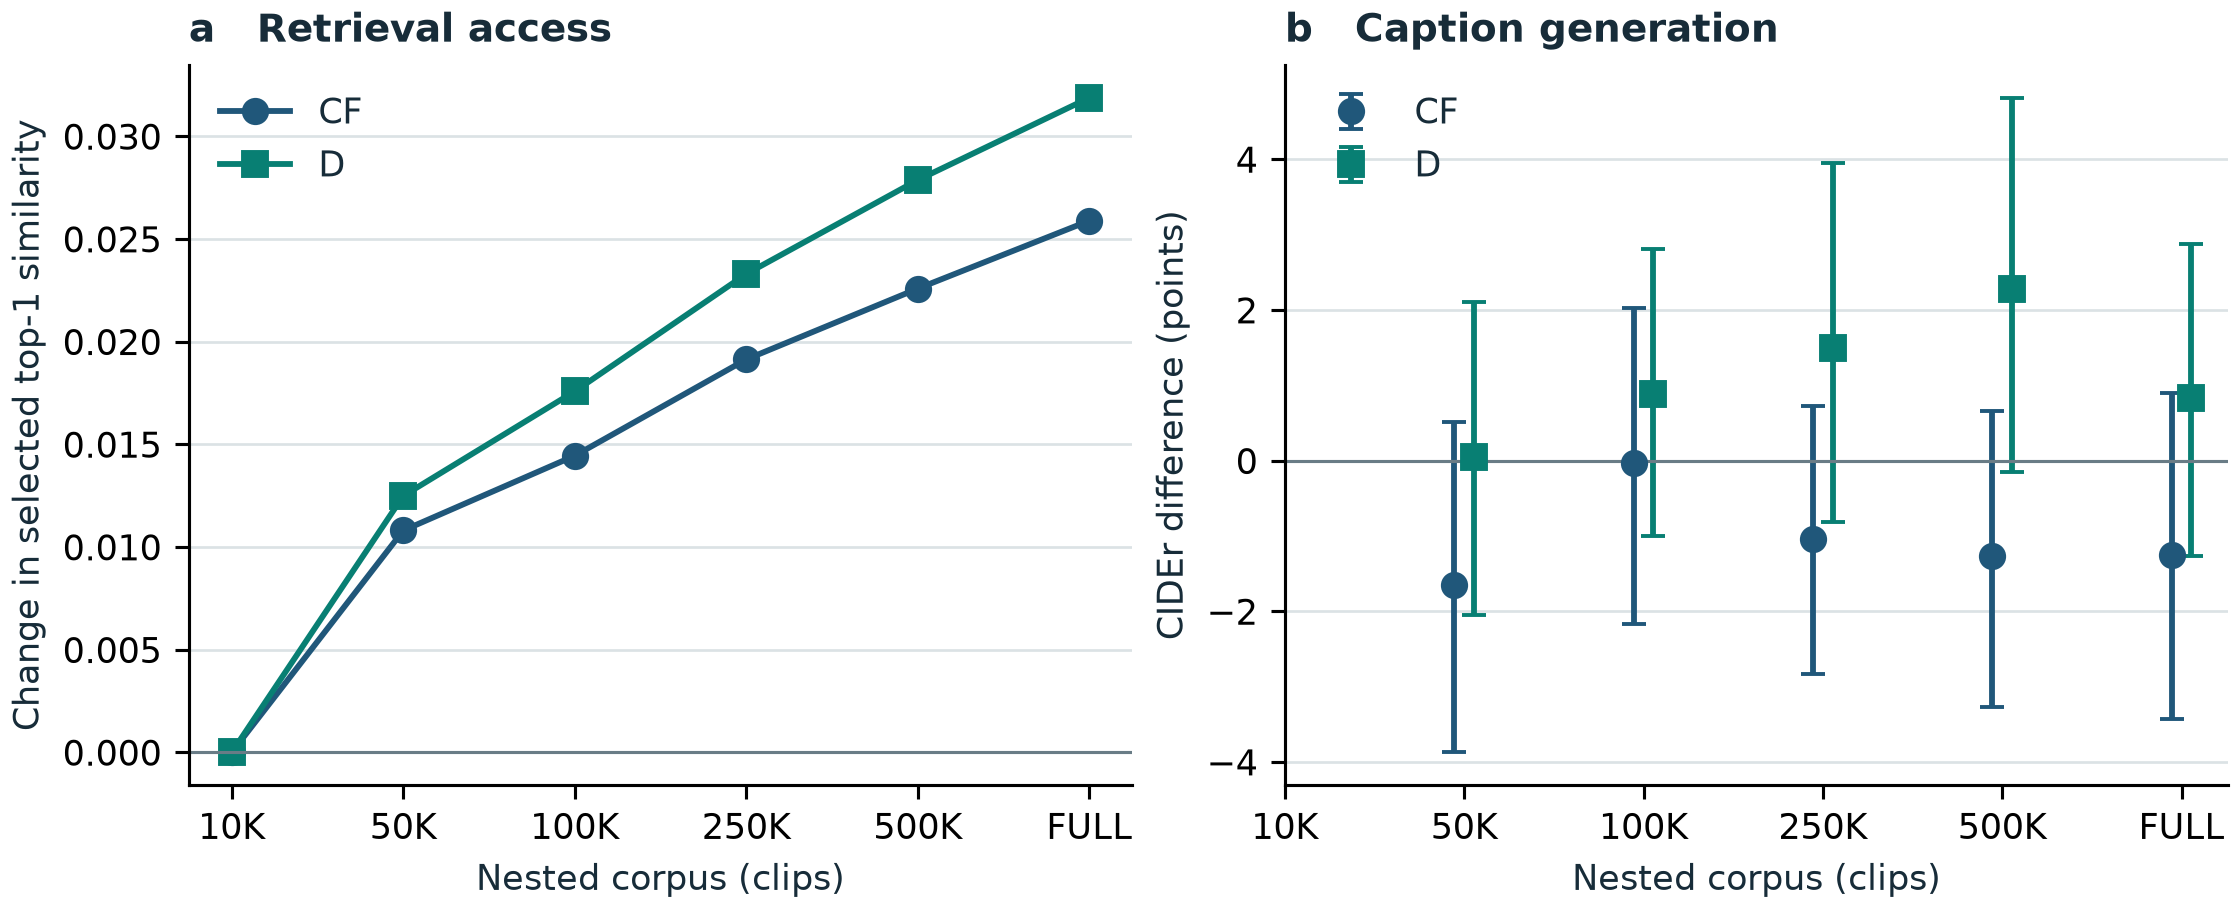 a Retrieval access
CF
D
Change in selected top-1 similarity
0.030
0.025
0.020
0.015
0.010
0.005
0.000
10K 50K 100K 250K 500K FULL
Nested corpus (clips)
b Caption generation
CF
D
CIDEr difference (points)
4
2
0
−2
−4
10K 50K 100K 250K 500K FULL
Nested corpus (clips)